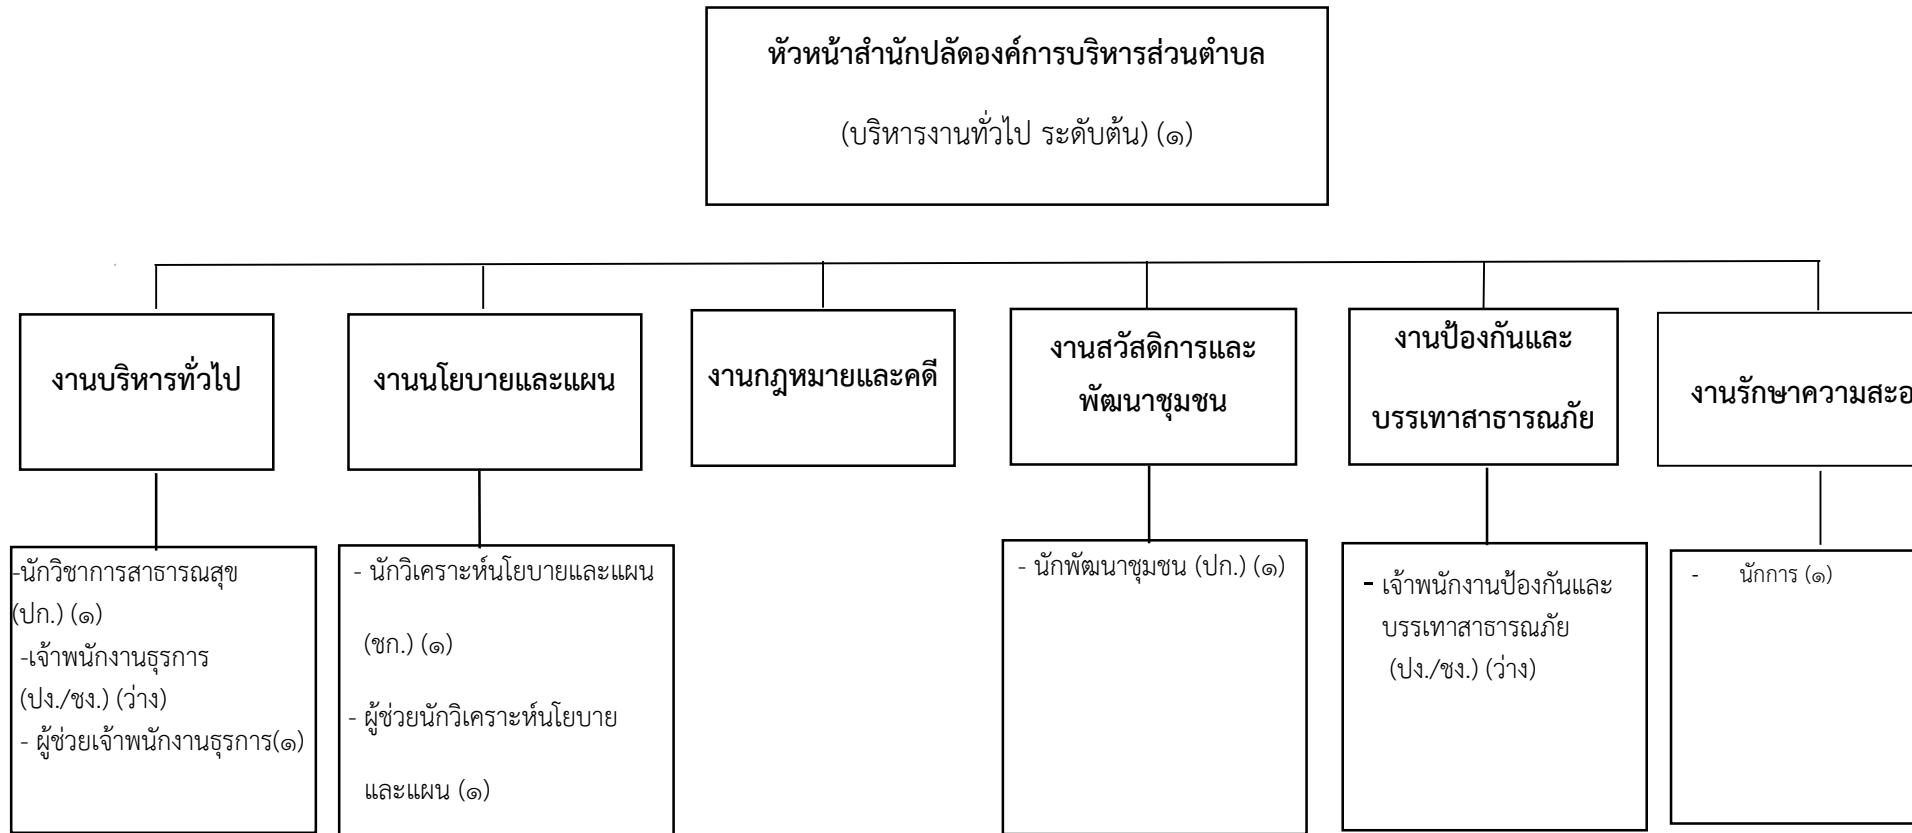 หัวหน้าสำนักปลัดองค์การบริหารส่วนตำบล
(บริหารงานทั่วไป ระดับต้น) (๑)
งานบริหารทั่วไป
งานนโยบายและแผน
งานกฎหมายและคดี
งานสวัสดิการและ
พัฒนาชุมชน
งานป้องกันและ
บรรเทาสาธารณภัย
งานรักษาความสะอ
-นักวิชาการสาธารณสุข
(ปก.) (๑)
-เจ้าพนักงานธุรการ
(ปง./ชง.) (ว่าง)
- ผู้ช่วยเจ้าพนักงานธุรการ(๑)
- นักวิเคราะห์นโยบายและแผน
(ชก.) (๑)
- ผู้ช่วยนักวิเคราะห์นโยบาย
และแผน (๑)
- นักพัฒนาชุมชน (ปก.) (๑)
- เจ้าพนักงานป้องกันและ
บรรเทาสาธารณภัย
(ปง./ชง.) (ว่าง)
- นักการ (๑)